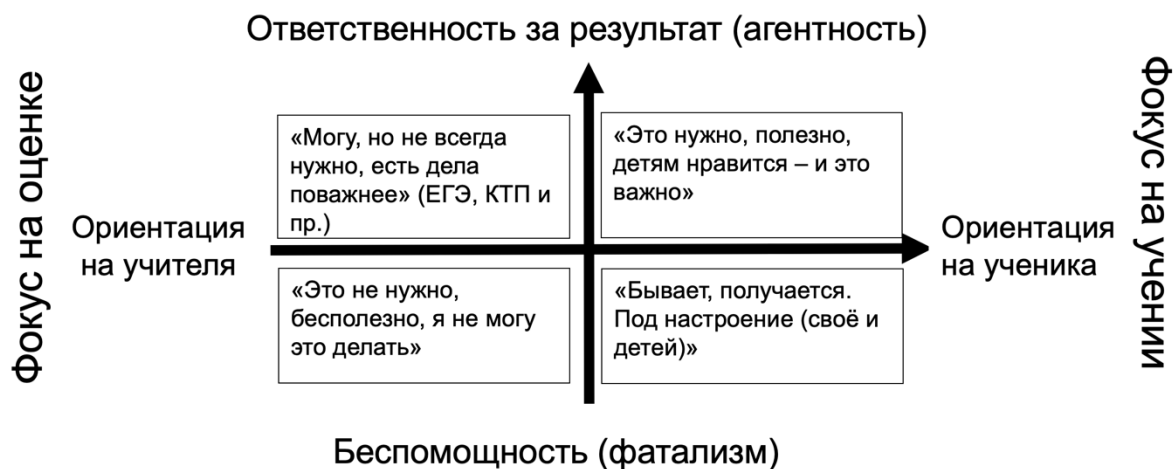 Ответственность за результат (агентность)
Фокус на оценке
Фокус на учении
«Могу, но не всегда
нужно, есть дела
поважнее» (ЕГЭ, КТП и
пр.)
«Это нужно, полезно,
детям нравится – и это
важно»
Ориентация
на учителя
Ориентация
на ученика
«Это не нужно,
бесполезно, я не могу
это делать»
«Бывает, получается.
Под настроение (своё и
детей)»
Беспомощность (фатализм)